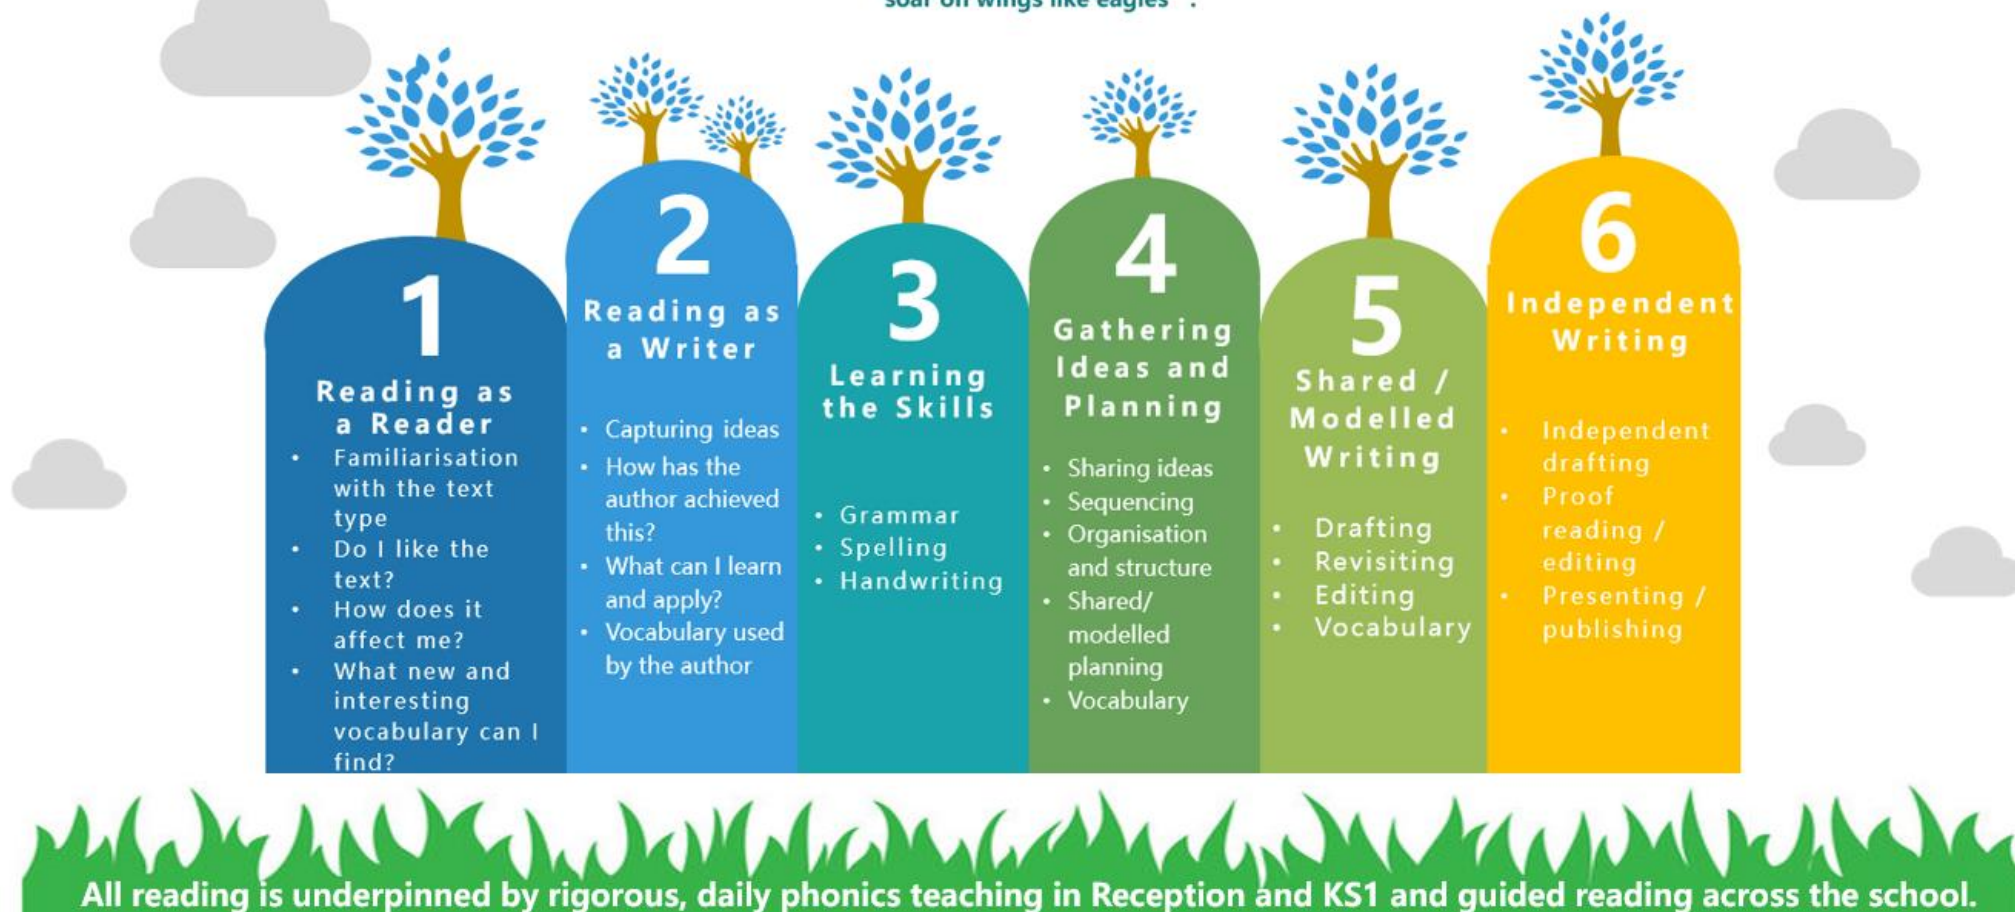 soar on wings like eagles".
1
Reading as
a Reader
• Familiarisation
with the text
type
• Do I like the
text?
• How does it
affect me?
• What new and
interesting
vocabulary can I
find?
2
Reading as
a Writer
• Capturing ideas
• How has the
author achieved
this?
• What can I learn
and apply?
• Vocabulary used
by the author
3
Learning
the Skills
• Grammar
• Spelling
• Handwriting
4
Gathering
Ideas and
Planning
• Sharing ideas
• Sequencing
• Organisation
and structure
• Shared/
modelled
planning
• Vocabulary
5
Shared /
Modelled
Writing
• Drafting
• Revisiting
• Editing
• Vocabulary
6
Independent
Writing
• Independent
drafting
• Proof
reading /
editing
• Presenting /
publishing
All reading is underpinned by rigorous, daily phonics teaching in Reception and KS1 and guided reading across the school.